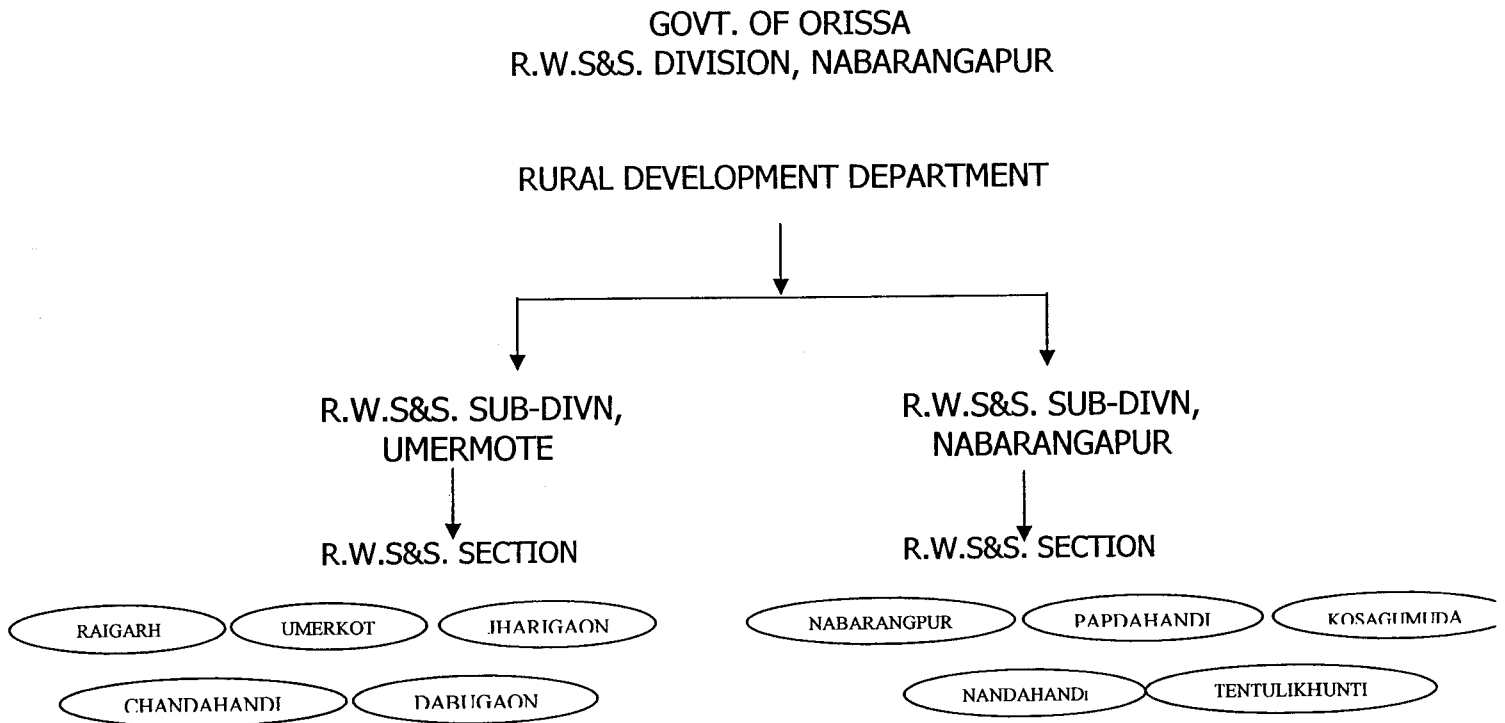 GOVT. OF ORISSA
R.W.S&S. DIVISION, NABARANGAPUR
RURAL DEVELOPMENT DEPARTMENT
R.W.S&S. SUB-DIVN,
UMERMOTE
R.W.S&S. SUB-DIVN,
NABARANGAPUR
R.W.S&S. SECTION
R.W.S&S. SECTION
RAIGARH
UMERKOT
JHARIGAON
NABARANGPUR
PAPDAHANDI
KOSAGUMUDA
CHANDAHANDI
DABUGAON
NANDAHANDI
TENTULIKHUNTI